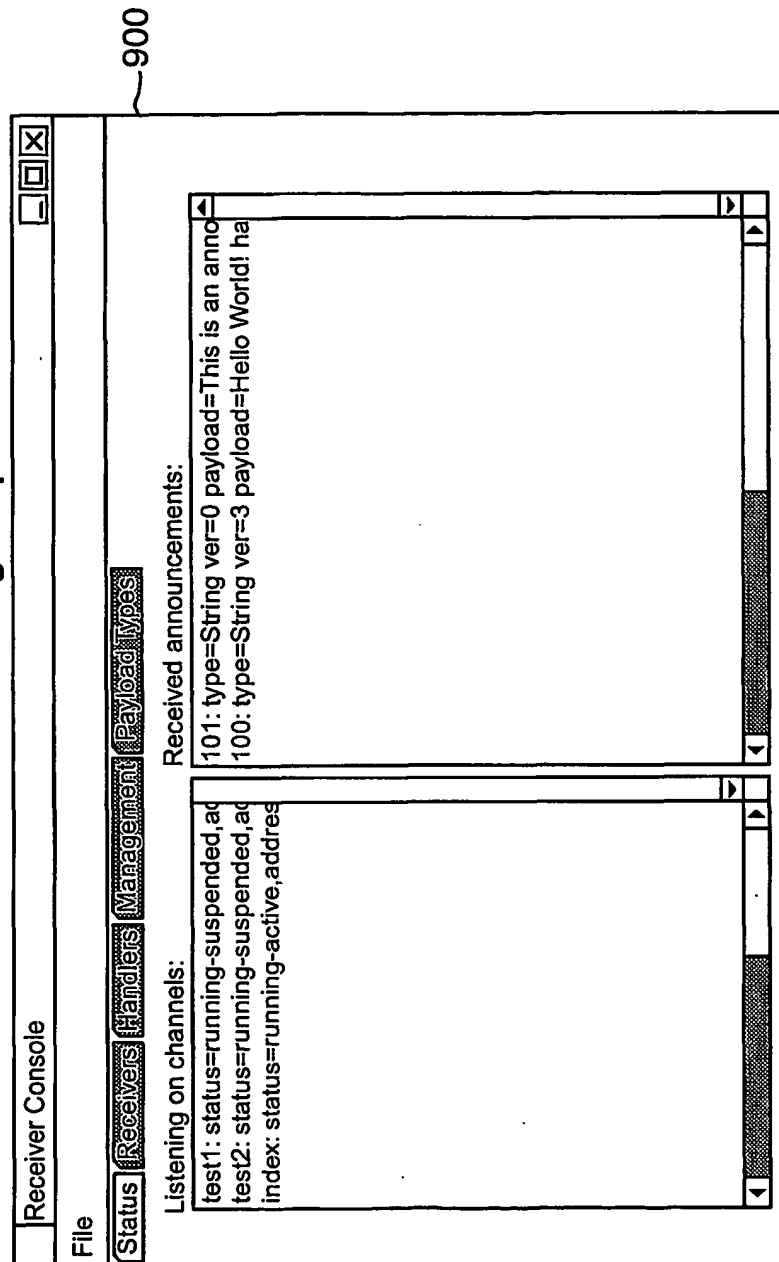 Receiver Console
File
Status Receivers Handlers Management Payload Types
Listening on channels:
test1: status=running-suspended,ad
test2: status=running-suspended,ad
index: status=running-active,addres
Received announcements:
101: type=String ver=0 payload=This is an anno
100: type=String ver=3 payload=Hello World! ha
900